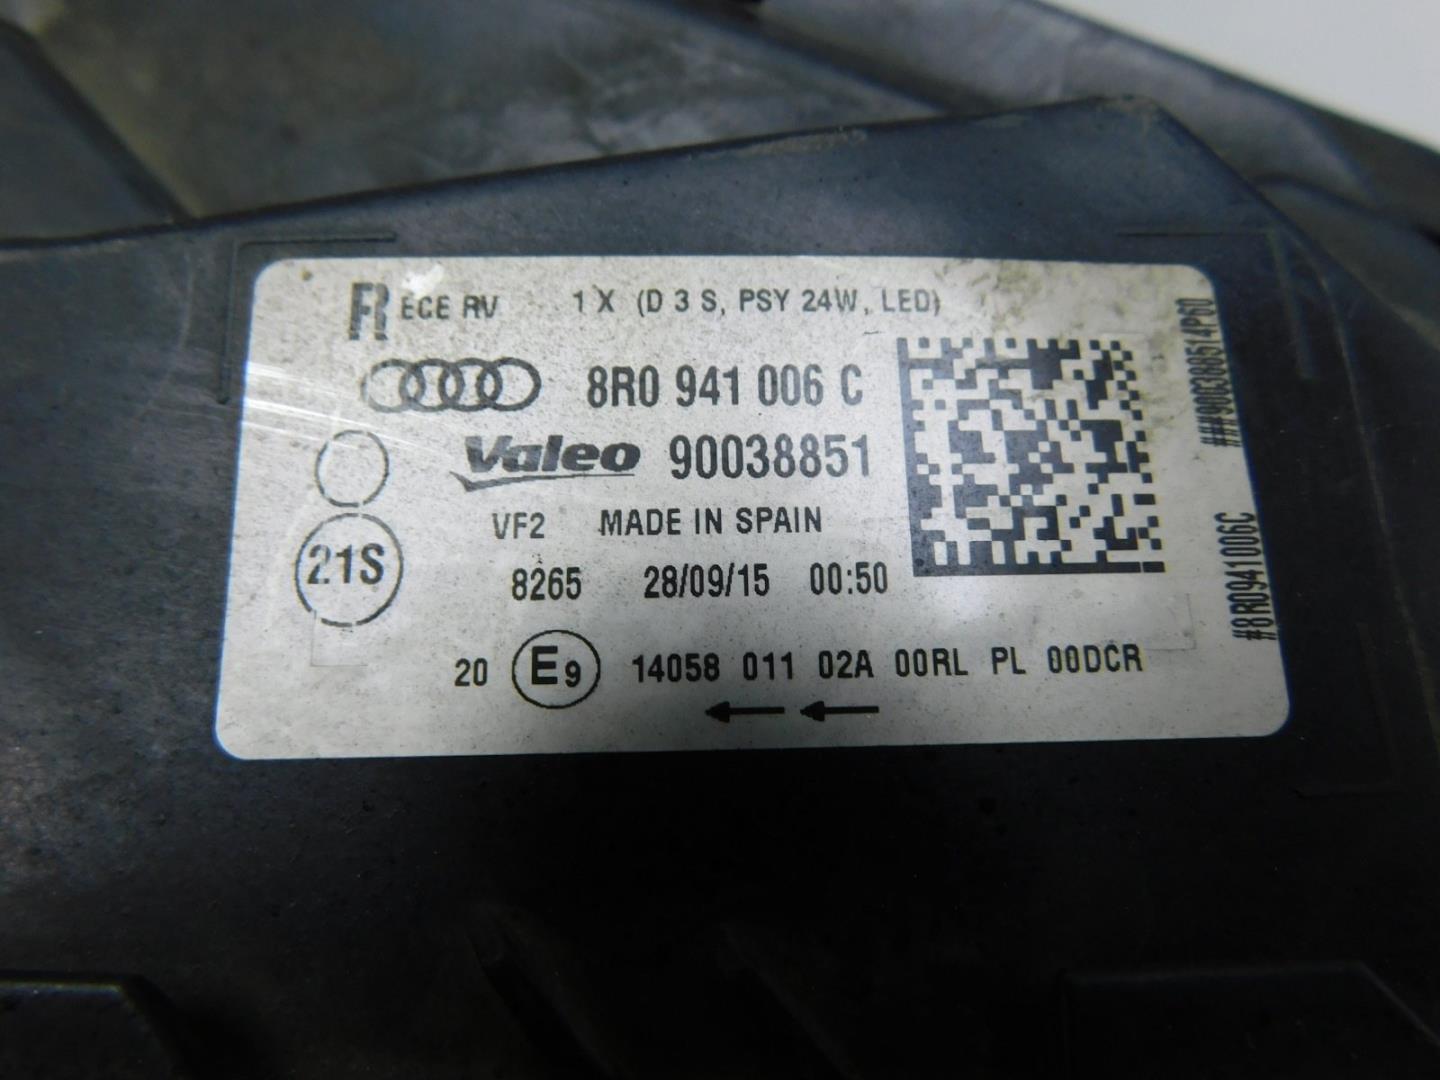 R ECE RV 1 X (D 3 S, PSY 24W, LED)
8R0 941 006 C
Valeo 90038851
VF2 MADE IN SPAIN
21S
8265 28/09/15 00:50
20 E9 14058 011 02A 00RL PL 00DCR
###900388514P60
#8R0941006C